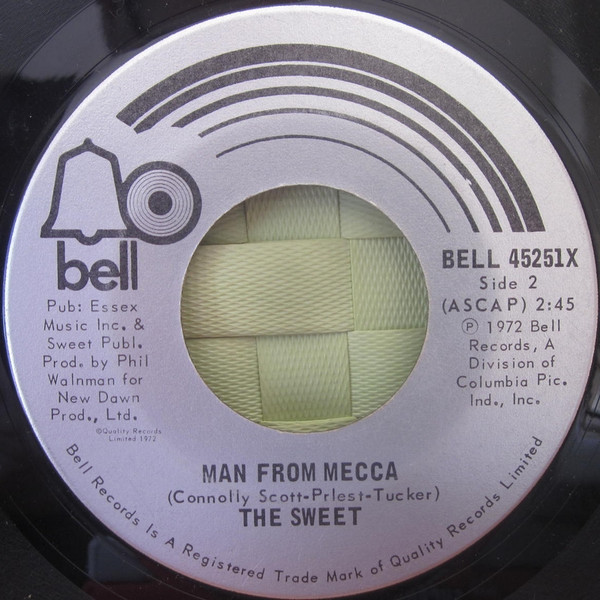 bell
BELL 45251X
Side 2
(ASCAP) 2:45
℗ 1972 Bell
Records, A
Division of
Columbia Pic.
Ind., Inc.
Pub: Essex
Music Inc. &
Sweet Publ.
Prod. by Phil
Walnman for
New Dawn
Prod., Ltd.
©Quality Records
Limited 1972
MAN FROM MECCA
(Connolly Scott-Prlest-Tucker)
THE SWEET
Bell Records Is A Registered Trade Mark of Quality Records Limited